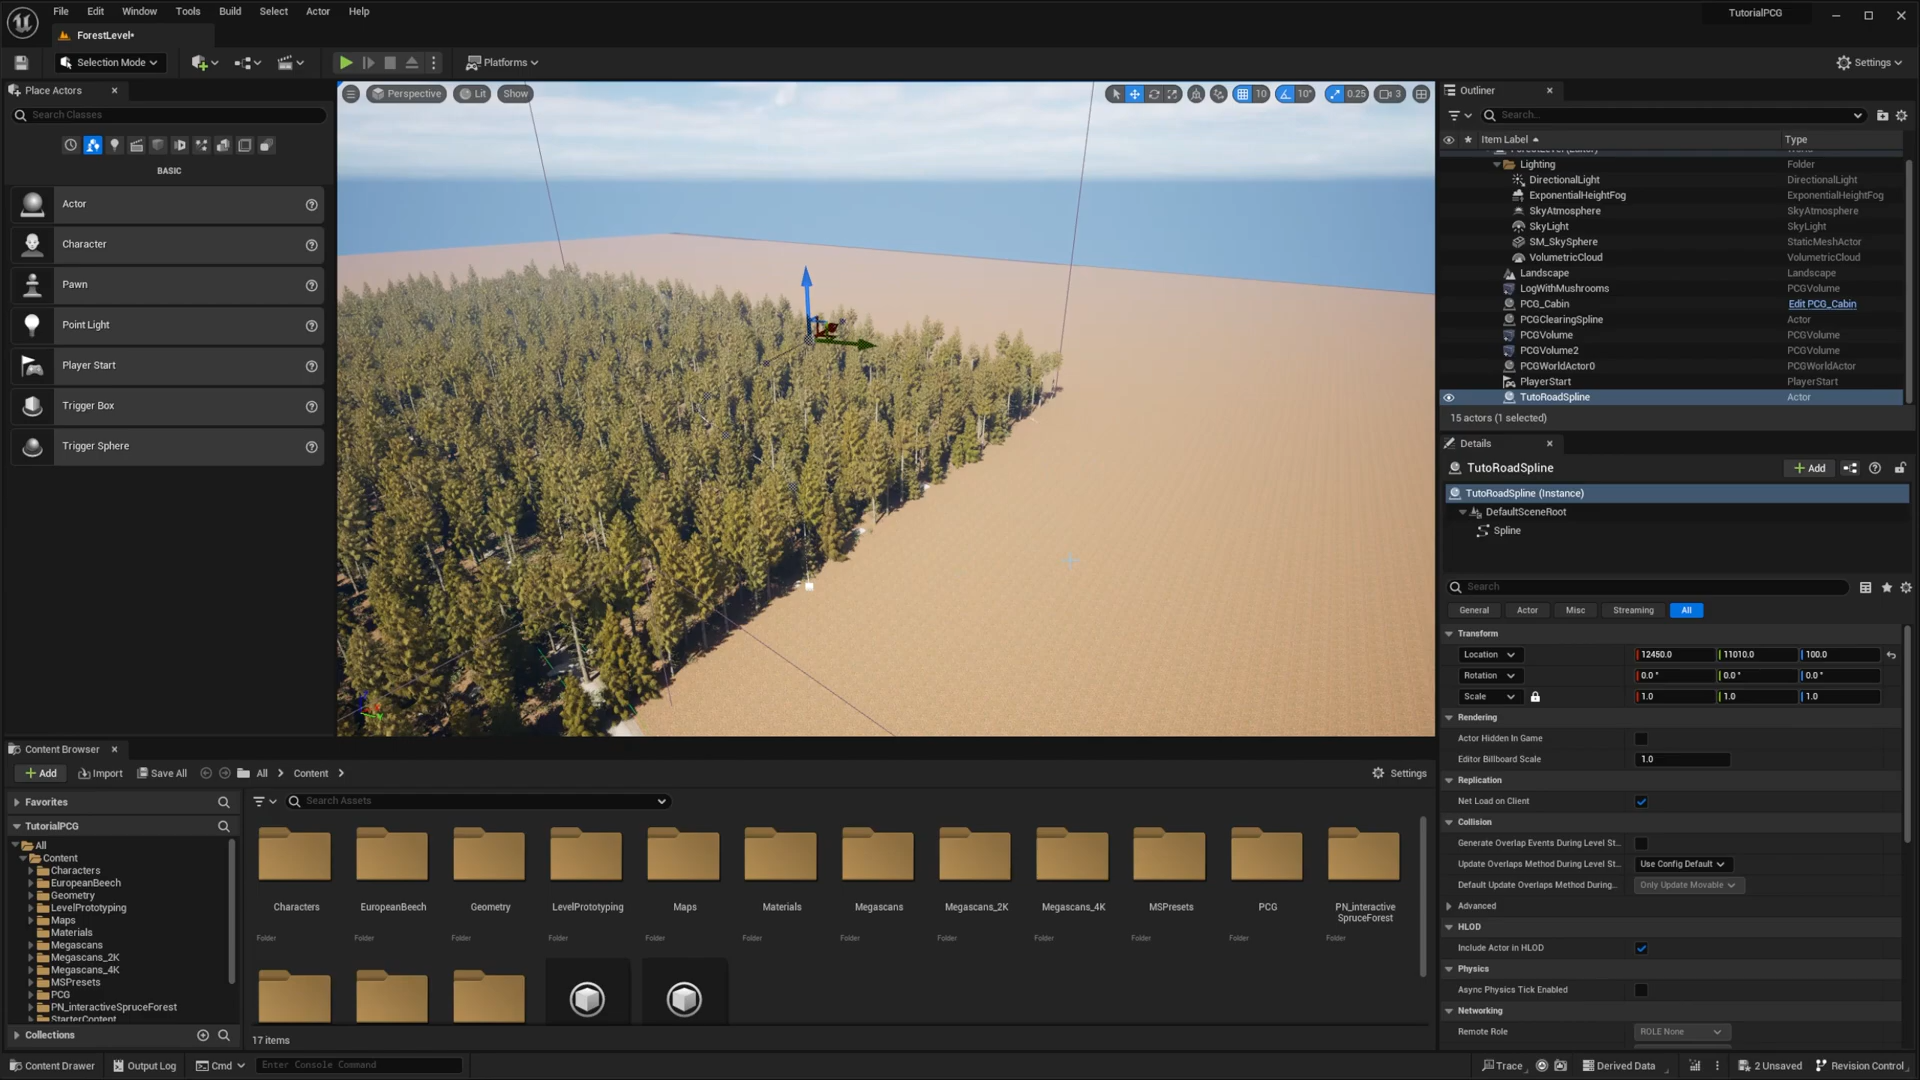 File Edit Window Tools Build Select Actor Help
TutorialPCG
ForestLevel*
Selection Mode
Platforms
Settings
Place Actors
Search Classes
BASIC
Actor
Character
Pawn
Point Light
Player Start
Trigger Box
Trigger Sphere
Perspective Lit Show
10 10° 0.25 3
Outliner
Search...
Item Label Type
Lighting Folder
DirectionalLight DirectionalLight
ExponentialHeightFog ExponentialHeightFog
SkyAtmosphere SkyAtmosphere
SkyLight SkyLight
SM_SkySphere StaticMeshActor
VolumetricCloud VolumetricCloud
Landscape Landscape
LogWithMushrooms PCGVolume
PCG_Cabin Edit PCG_Cabin
PCGClearingSpline Actor
PCGVolume PCGVolume
PCGVolume2 PCGVolume
PCGWorldActor0 PCGWorldActor
PlayerStart PlayerStart
TutoRoadSpline Actor
15 actors (1 selected)
Details
TutoRoadSpline
+ Add
TutoRoadSpline (Instance)
DefaultSceneRoot
Spline
Search
General Actor Misc Streaming All
Transform
Location 12450.0 11010.0 100.0
Rotation 0.0 ° 0.0 ° 0.0 °
Scale 1.0 1.0 1.0
Rendering
Actor Hidden In Game
Editor Billboard Scale 1.0
Replication
Net Load on Client
Collision
Generate Overlap Events During Level St...
Update Overlaps Method During Level St... Use Config Default
Default Update Overlaps Method During... Only Update Movable
Advanced
HLOD
Include Actor in HLOD
Physics
Async Physics Tick Enabled
Networking
Remote Role ROLE None
Content Browser
+ Add Import Save All All > Content >
Settings
Favorites
TutorialPCG
All
Content
Characters
EuropeanBeech
Geometry
LevelPrototyping
Maps
Materials
Megascans
Megascans_2K
Megascans_4K
MSPresets
PCG
PN_interactiveSpruceForest
StarterContent
Collections
Search Assets
Characters EuropeanBeech Geometry LevelPrototyping Maps Materials Megascans Megascans_2K Megascans_4K MSPresets PCG PN_interactive
SpruceForest
Folder Folder Folder Folder Folder Folder Folder Folder Folder Folder Folder Folder
17 items
Content Drawer Output Log Cmd Enter Console Command
Trace Derived Data 2 Unsaved Revision Control